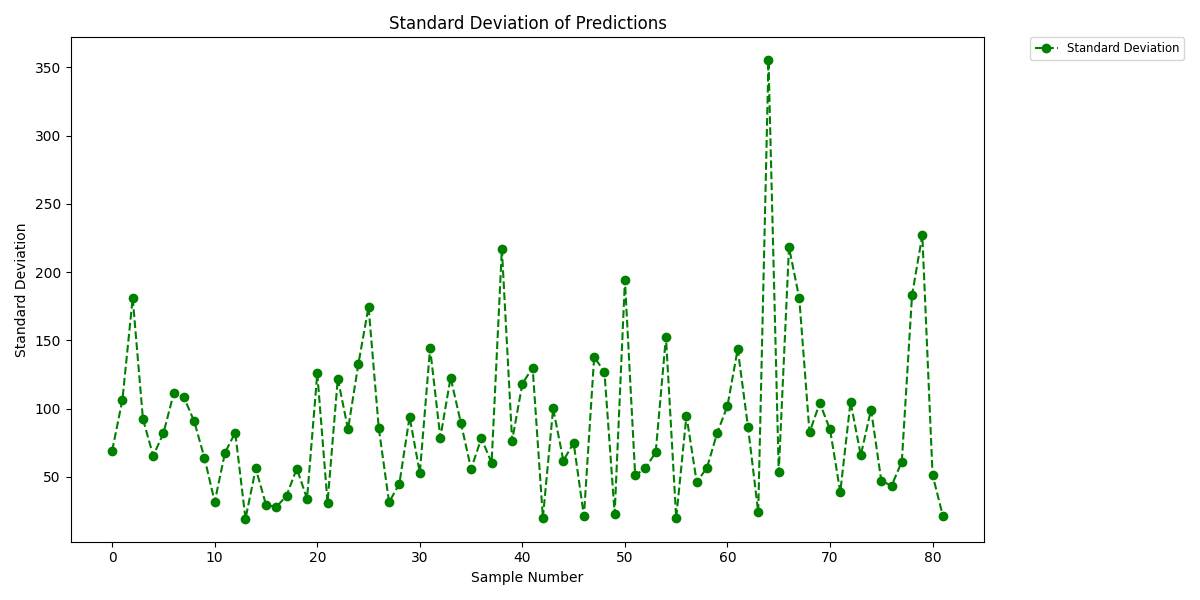 Standard Deviation of Predictions
Standard Deviation
350
300
250
200
150
100
50
Standard Deviation
0 10 20 30 40 50 60 70 80
Sample Number